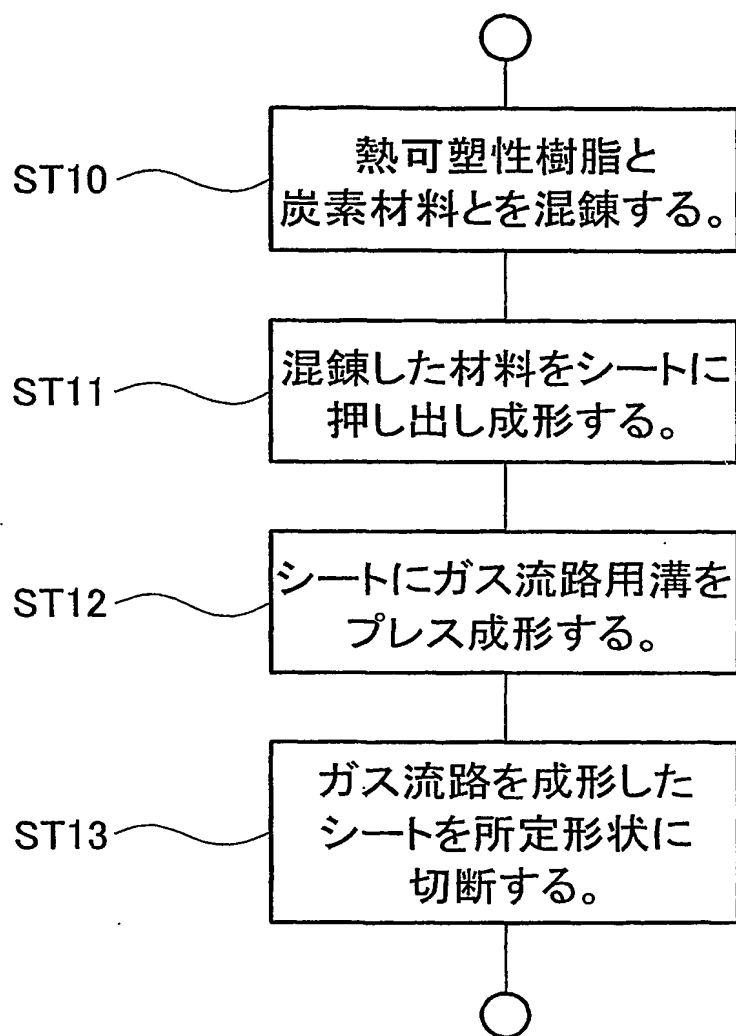 ST10
熱可塑性樹脂と
炭素材料とを混錬する。
ST11
混錬した材料をシートに
押し出し成形する。
ST12
シートにガス流路用溝を
プレス成形する。
ST13
ガス流路を成形した
シートを所定形状に
切断する。